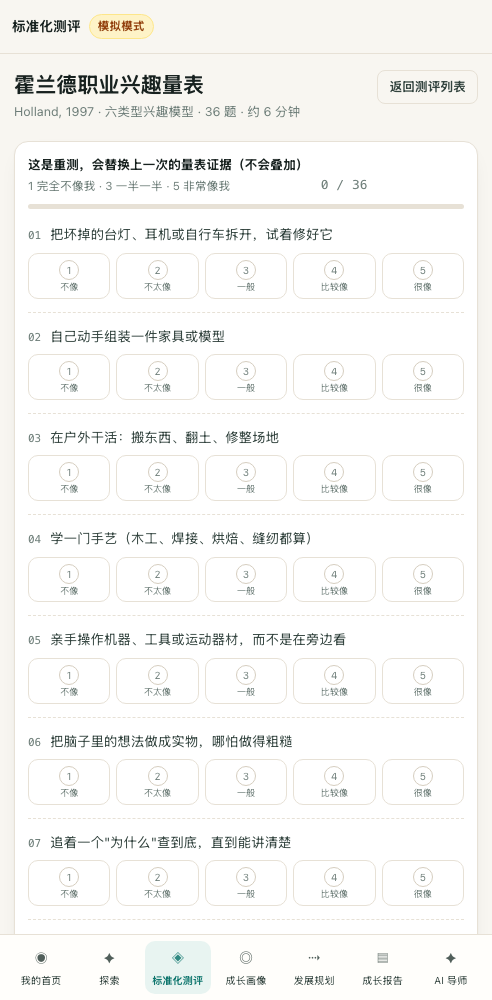 标准化测评 模拟模式
霍兰德职业兴趣量表
返回测评列表
Holland, 1997 · 六类型兴趣模型 · 36 题 · 约 6 分钟
这是重测，会替换上一次的量表证据（不会叠加）
1 完全不像我 · 3 一半一半 · 5 非常像我
0 / 36
01 把坏掉的台灯、耳机或自行车拆开，试着修好它
1 2 3 4 5
不像 不太像 一般 比较像 很像
02 自己动手组装一件家具或模型
1 2 3 4 5
不像 不太像 一般 比较像 很像
03 在户外干活：搬东西、翻土、修整场地
1 2 3 4 5
不像 不太像 一般 比较像 很像
04 学一门手艺（木工、焊接、烘焙、缝纫都算）
1 2 3 4 5
不像 不太像 一般 比较像 很像
05 亲手操作机器、工具或运动器材，而不是在旁边看
1 2 3 4 5
不像 不太像 一般 比较像 很像
06 把脑子里的想法做成实物，哪怕做得粗糙
1 2 3 4 5
不像 不太像 一般 比较像 很像
07 追着一个"为什么"查到底，直到能讲清楚
1 2 3 4 5
不像 不太像 一般 比较像 很像
我的首页 探索 标准化测评 成长画像 发展规划 成长报告 AI 导师